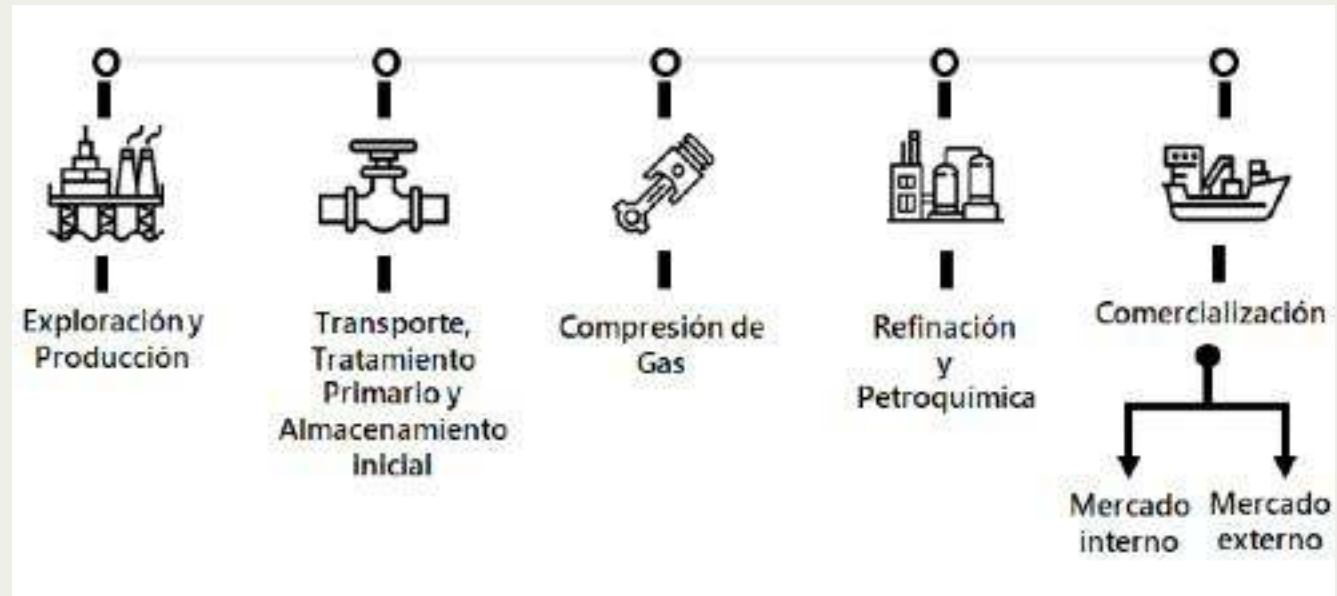 Exploración y
Producción
Transporte,
Tratamiento
Primario y
Almacenamiento
Inicial
Compresión de
Gas
Refinación
y
Petroquímica
Comercialización
Mercado
interno
Mercado
externo